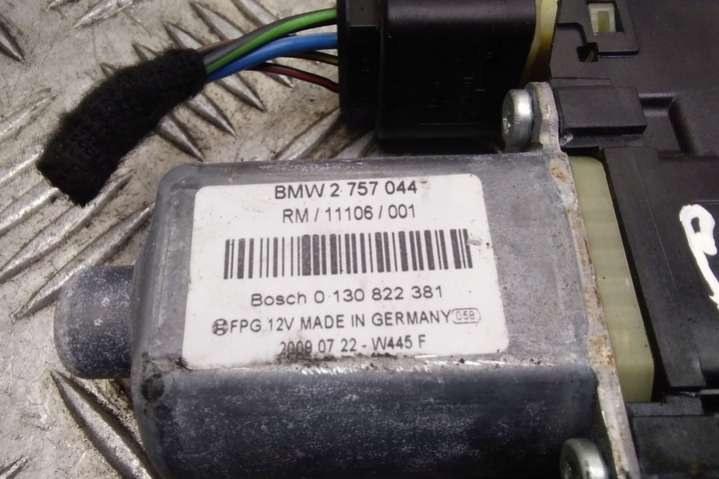 BMW 2 757 044
RM / 11106 / 001
Bosch 0 130 822 381
FPG 12V MADE IN GERMANY 058
2009 07 22 - W445 F